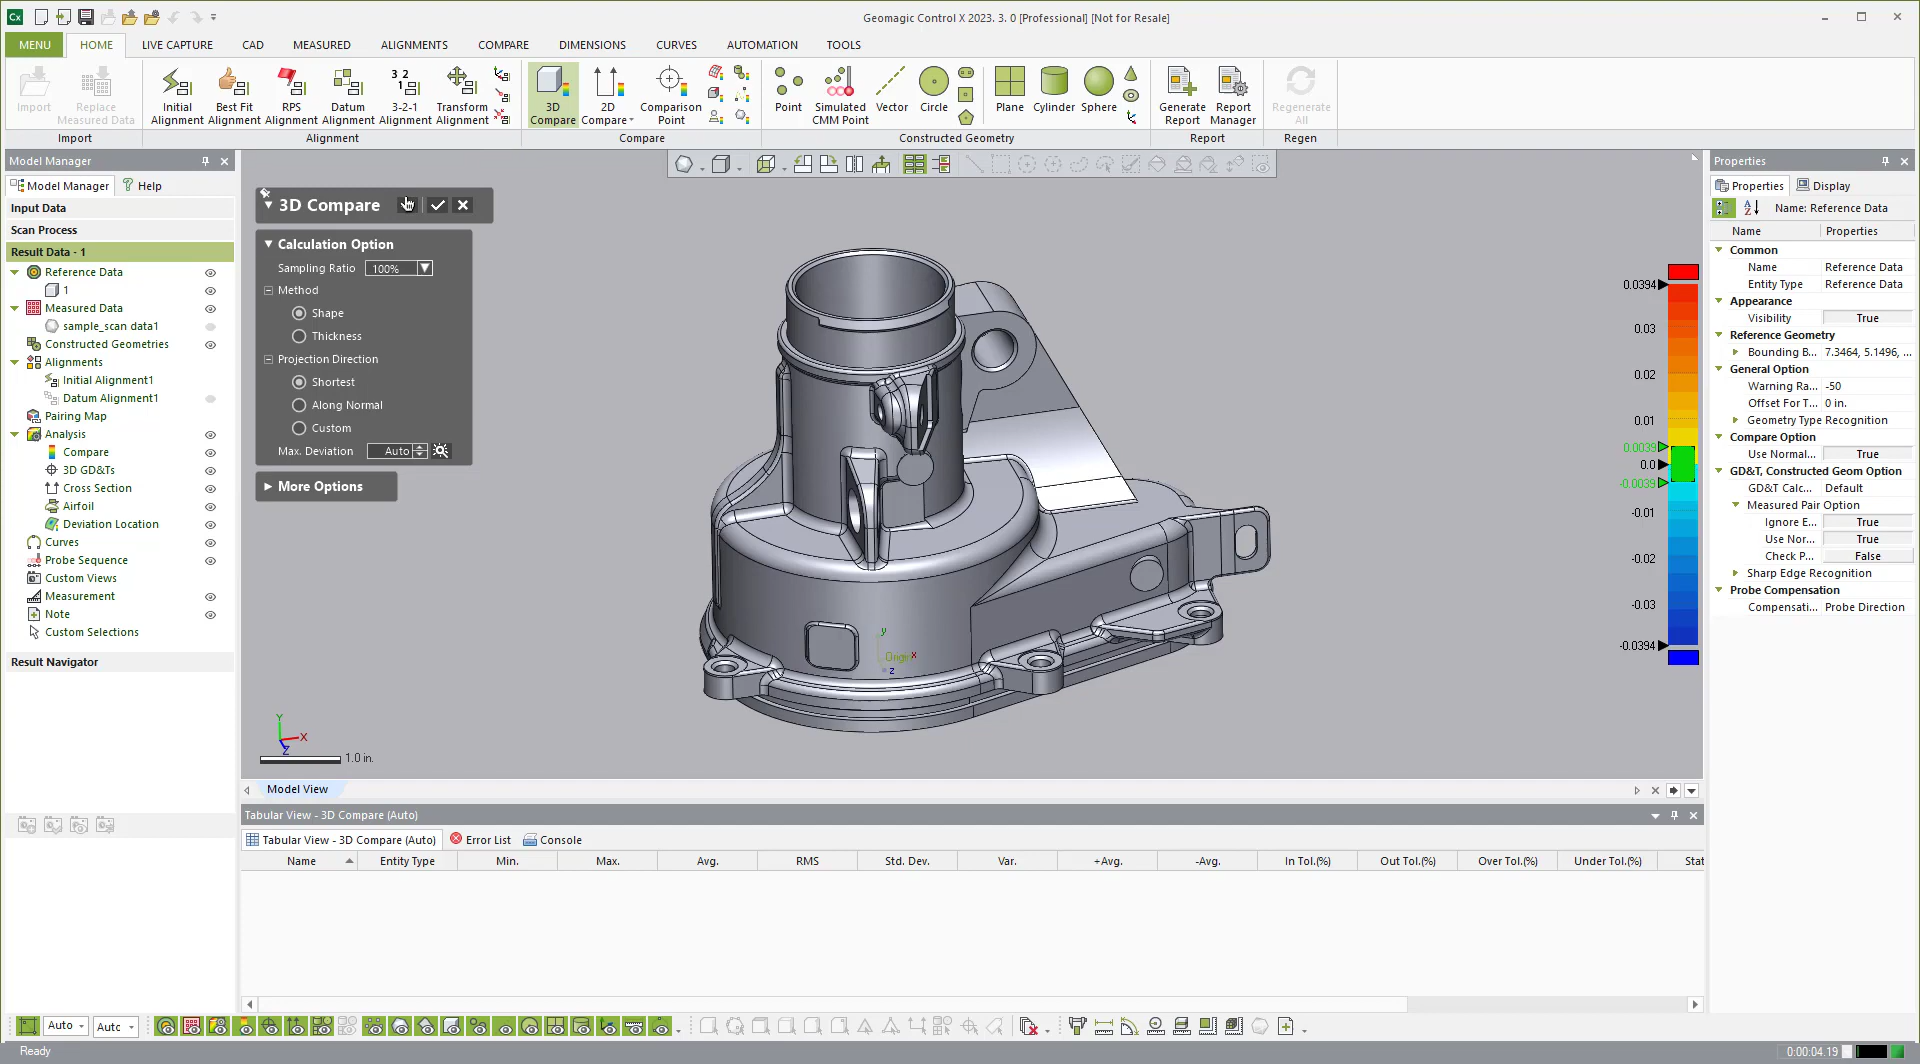 Cx
Geomagic Control X 2023. 3. 0 [Professional] [Not for Resale]
MENU HOME LIVE CAPTURE CAD MEASURED ALIGNMENTS COMPARE DIMENSIONS CURVES AUTOMATION TOOLS
Import
Replace Measured Data
Initial Alignment
Best Fit Alignment
RPS Alignment
Datum Alignment
3-2-1 Alignment
Transform Alignment
3D Compare
2D Compare
Comparison Point
Point
Simulated CMM Point
Vector
Circle
Plane
Cylinder
Sphere
Generate Report
Report Manager
Regenerate All
Import Alignment Compare Constructed Geometry Report Regen
Model Manager
Model Manager Help
Input Data
Scan Process
Result Data - 1
Reference Data
1
Measured Data
sample_scan data1
Constructed Geometries
Alignments
Initial Alignment1
Datum Alignment1
Pairing Map
Analysis
Compare
3D GD&Ts
Cross Section
Airfoil
Deviation Location
Curves
Probe Sequence
Custom Views
Measurement
Note
Custom Selections
Result Navigator
3D Compare
Calculation Option
Sampling Ratio 100%
Method
Shape
Thickness
Projection Direction
Shortest
Along Normal
Custom
Max. Deviation Auto
More Options
y
Origin x
z
Y
X
Z
1.0 in.
0.0394
0.03
0.02
0.01
0.0039
0.0
-0.0039
-0.01
-0.02
-0.03
-0.0394
Properties
Properties Display
Name: Reference Data
Name Properties
Common
Name Reference Data
Entity Type Reference Data
Appearance
Visibility True
Reference Geometry
Bounding B... 7.3464, 5.1496, ...
General Option
Warning Ra... -50
Offset For T... 0 in.
Geometry Type Recognition
Compare Option
Use Normal... True
GD&T, Constructed Geom Option
GD&T Calc... Default
Measured Pair Option
Ignore E... True
Use Nor... True
Check P... False
Sharp Edge Recognition
Probe Compensation
Compensati... Probe Direction
Model View
Tabular View - 3D Compare (Auto)
Tabular View - 3D Compare (Auto) Error List Console
Name Entity Type Min. Max. Avg. RMS Std. Dev. Var. +Avg. -Avg. In Tol.(%) Out Tol.(%) Over Tol.(%) Under Tol.(%) Stat
Auto Auto
Ready
0:00:04.19